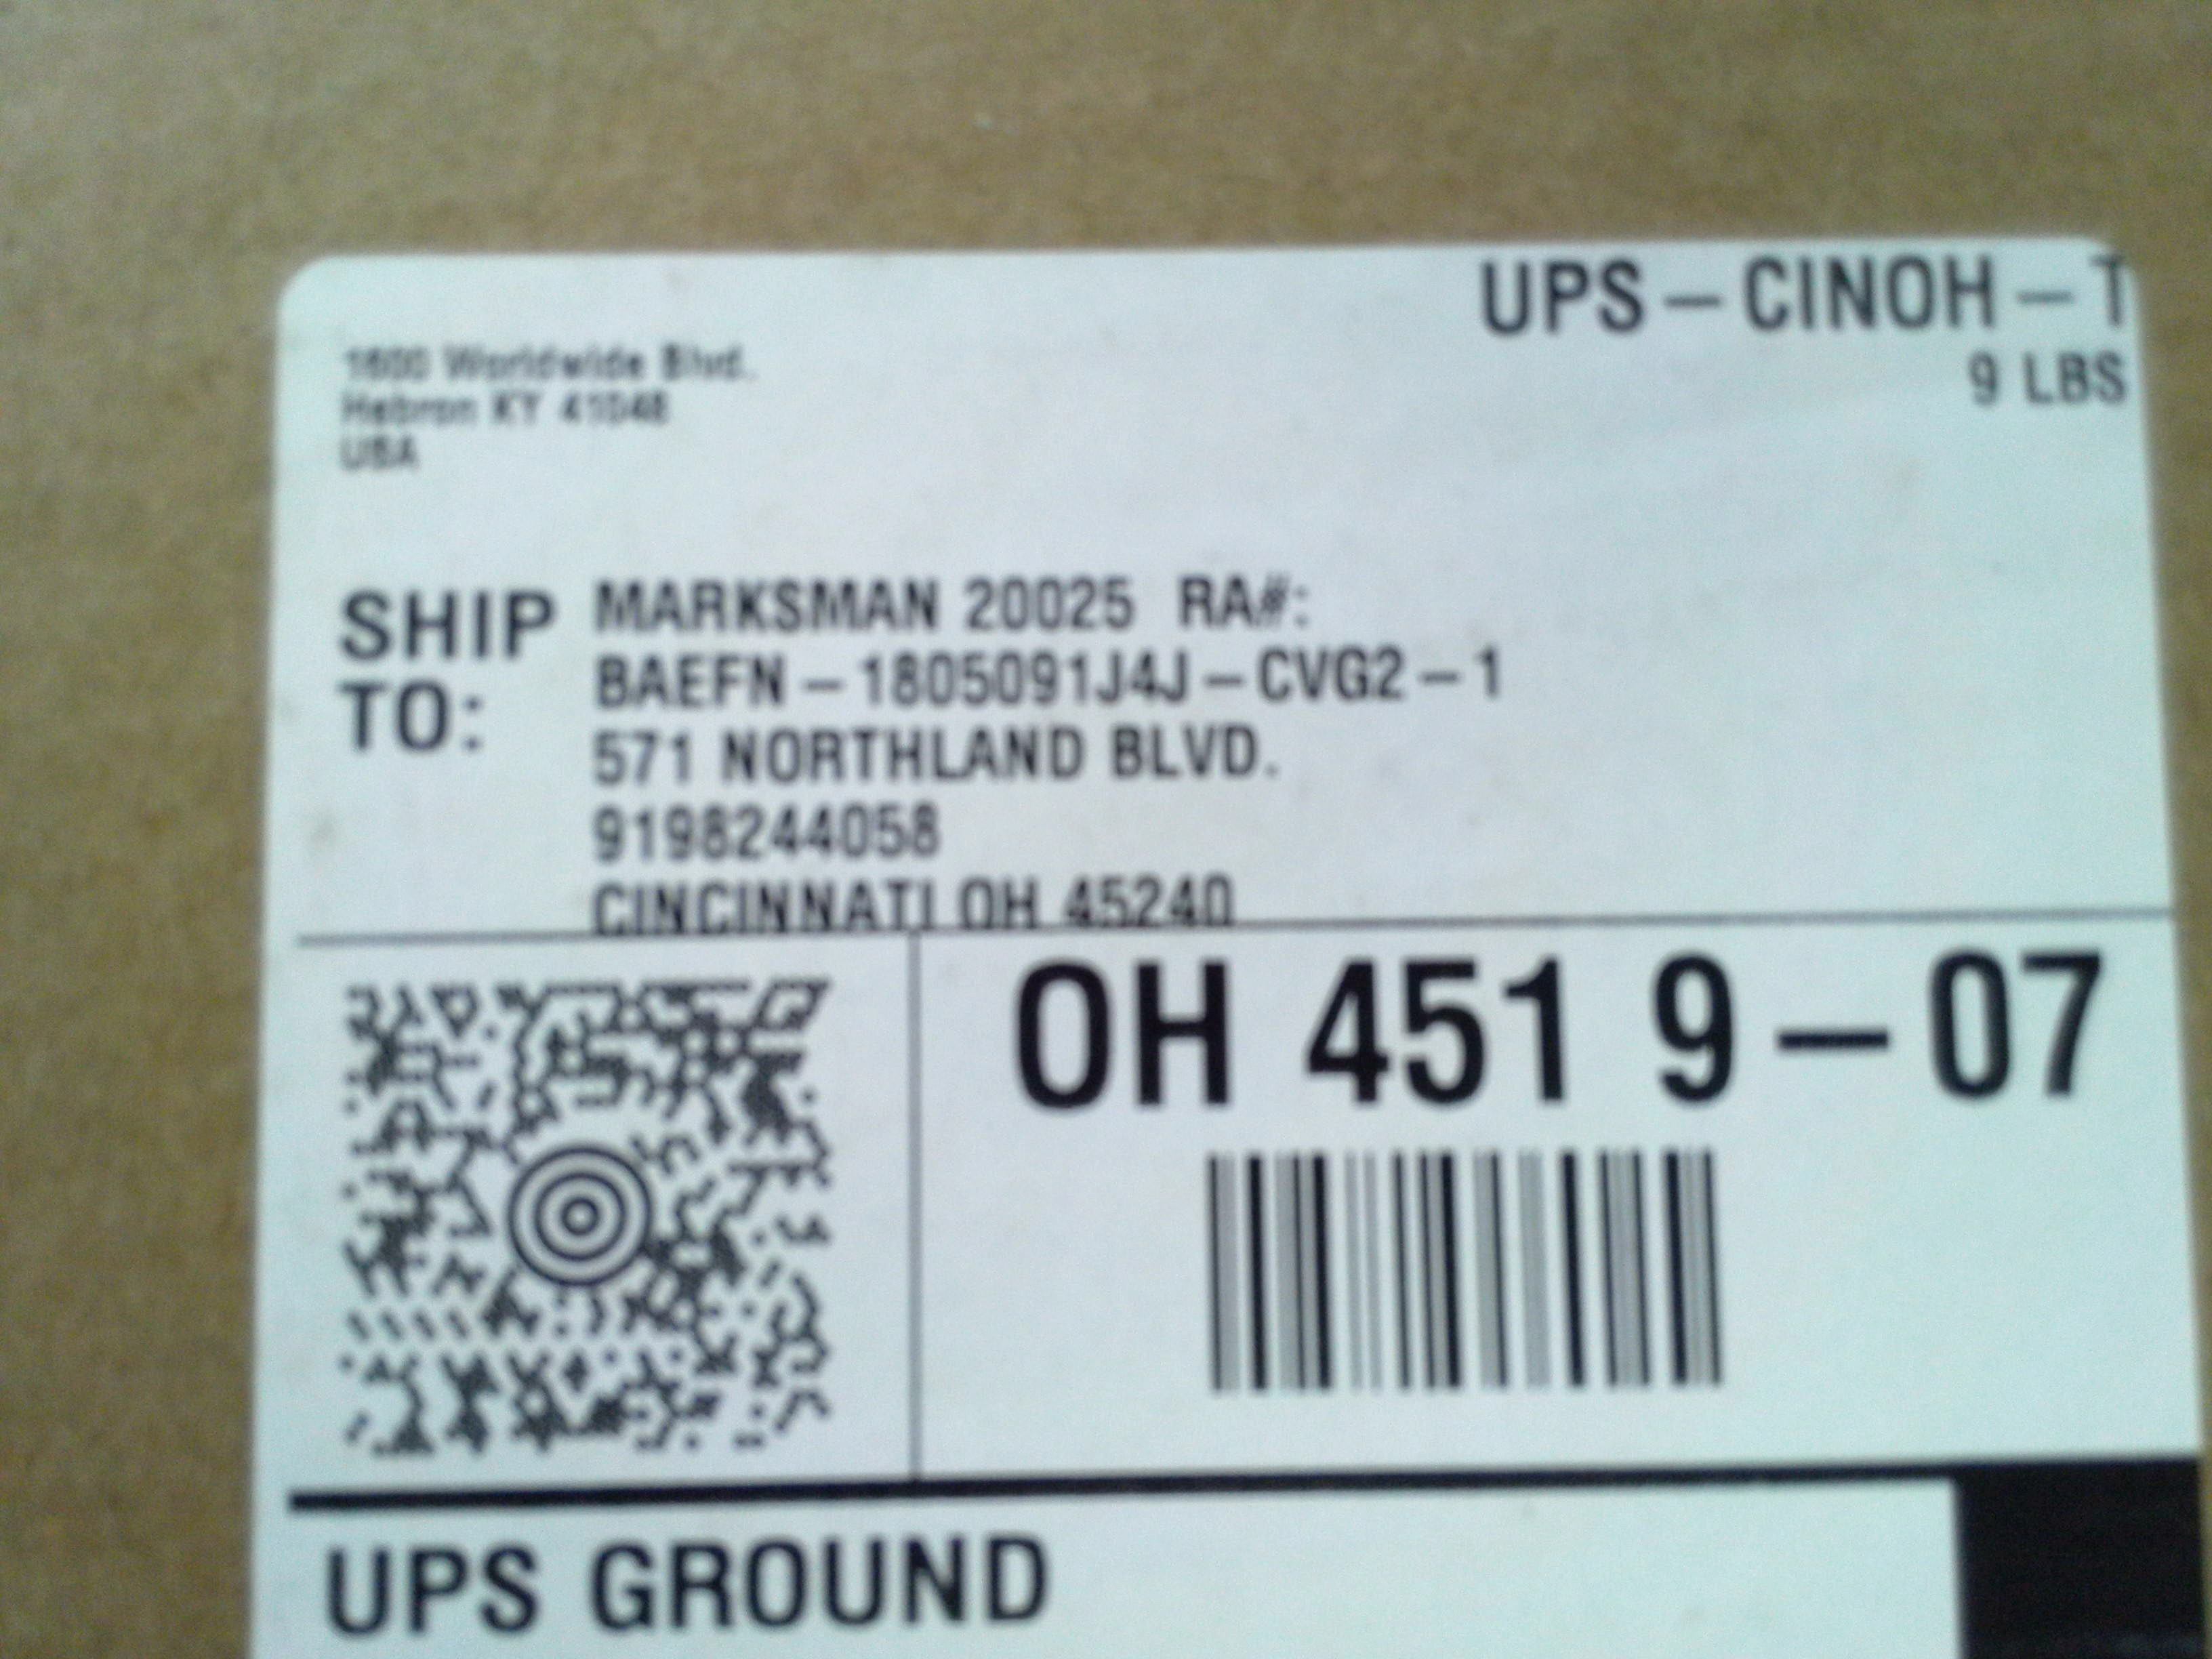 UPS – CINOH – T
9 LBS
1600 Worldwide Blvd.
Hebron KY 41048
USA
SHIP TO:
MARKSMAN 20025 RA#:
BAEFN – 1805091J4J – CVG2 – 1
571 NORTHLAND BLVD.
9198244058
CINCINNATI OH 45240
OH 451 9 – 07
UPS GROUND